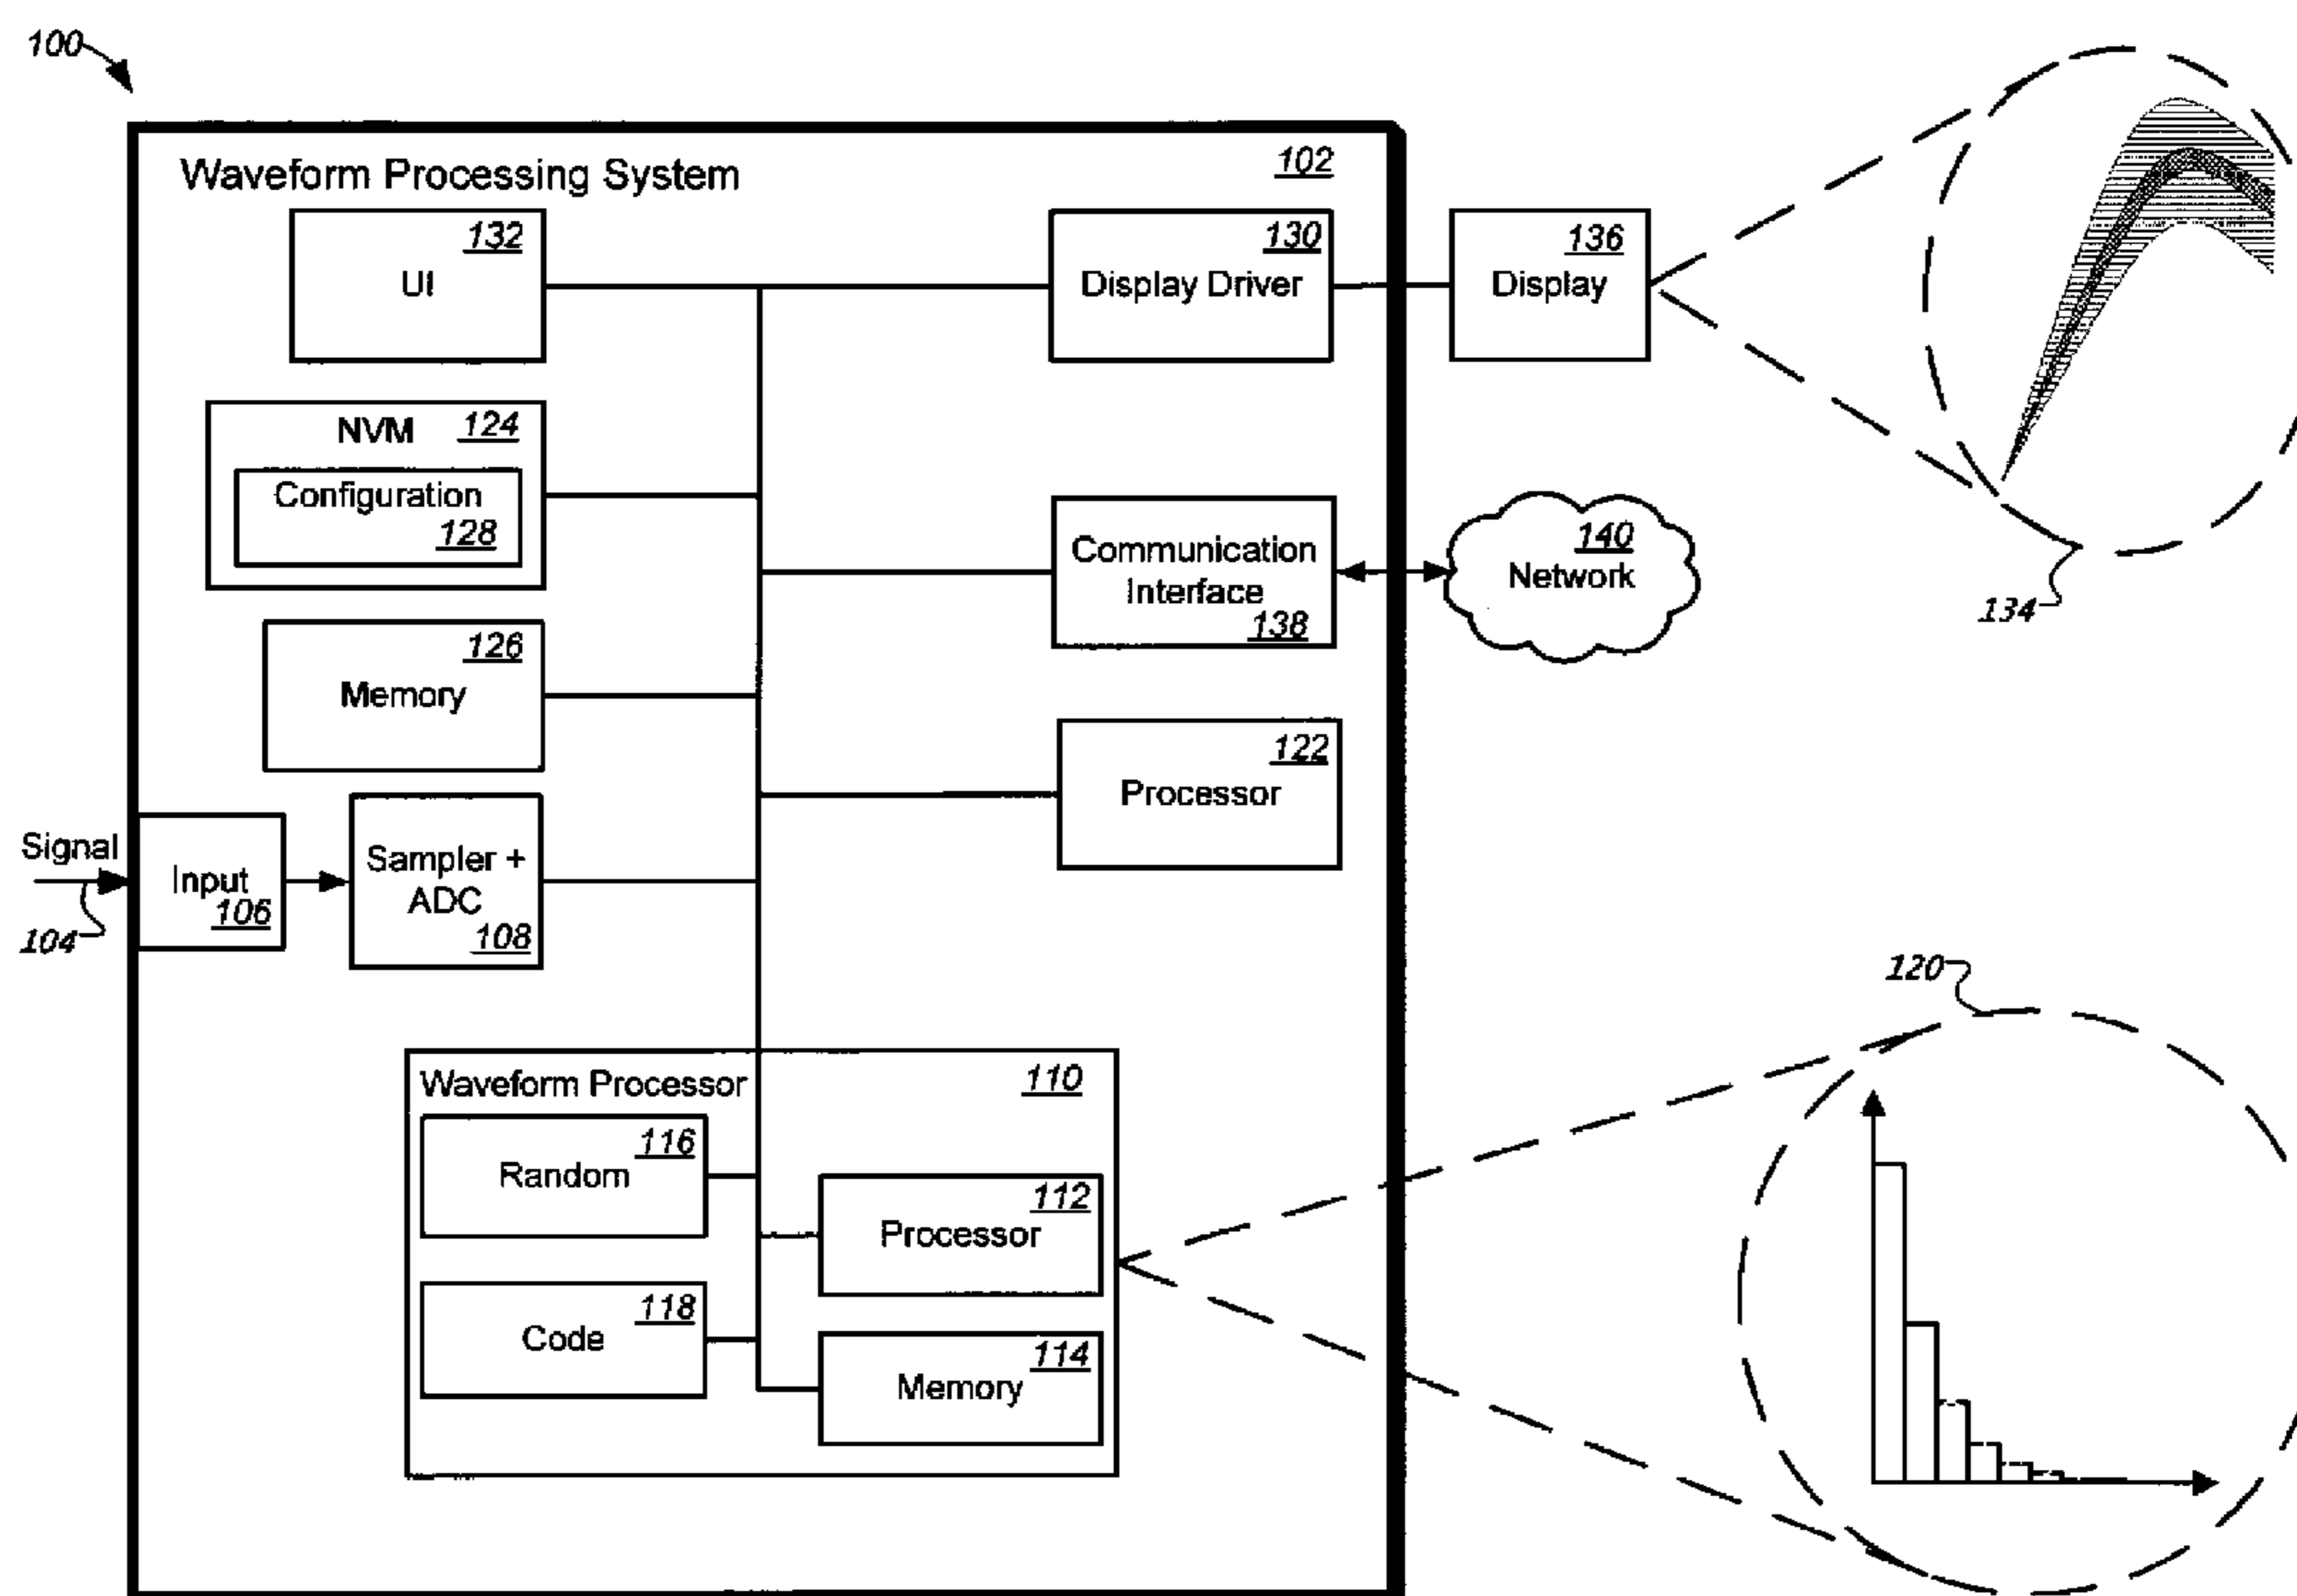 100
Waveform Processing System
102
132
UI
130
Display Driver
136
Display
NVM
124
Configuration
128
Communication
Interface
138
140
Network
134
126
Memory
122
Processor
Signal
104
Input
106
Sampler +
ADC
108
120
Waveform Processor
110
116
Random
112
Processor
118
Code
114
Memory